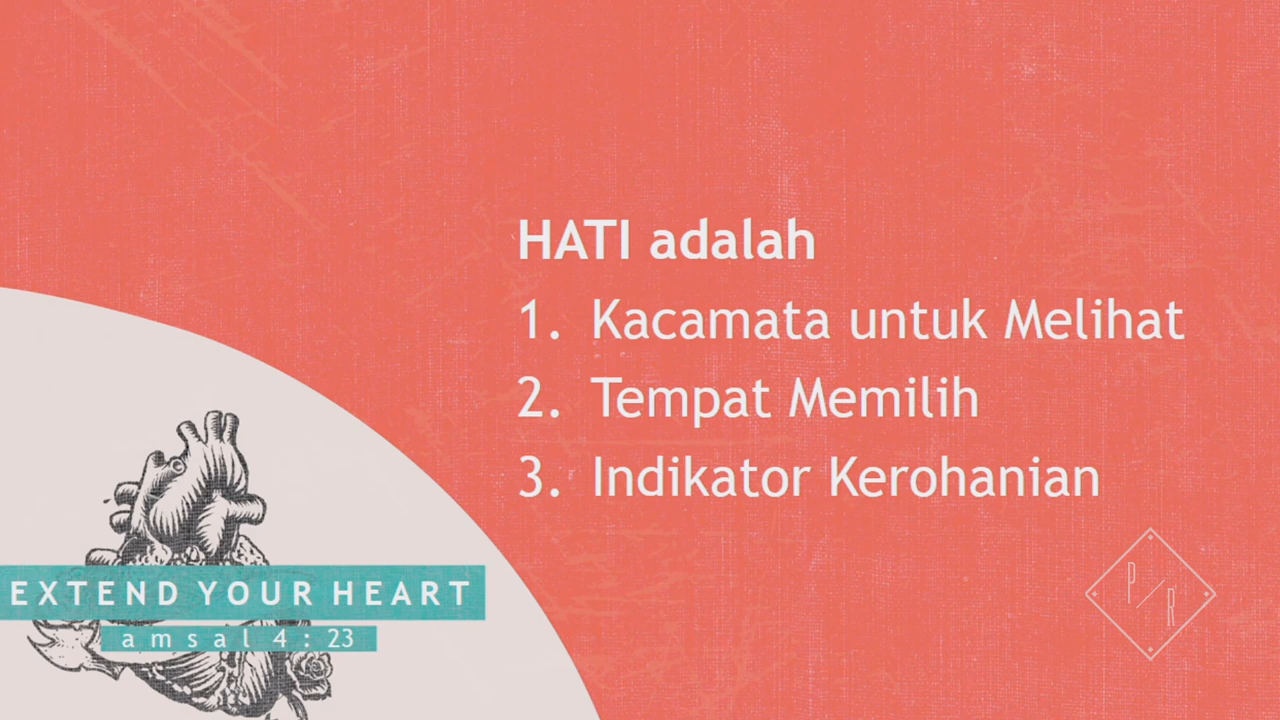 HATI adalah
1. Kacamata untuk Melihat
2. Tempat Memilih
3. Indikator Kerohanian
EXTEND YOUR HEART
amsal 4:23
P/R